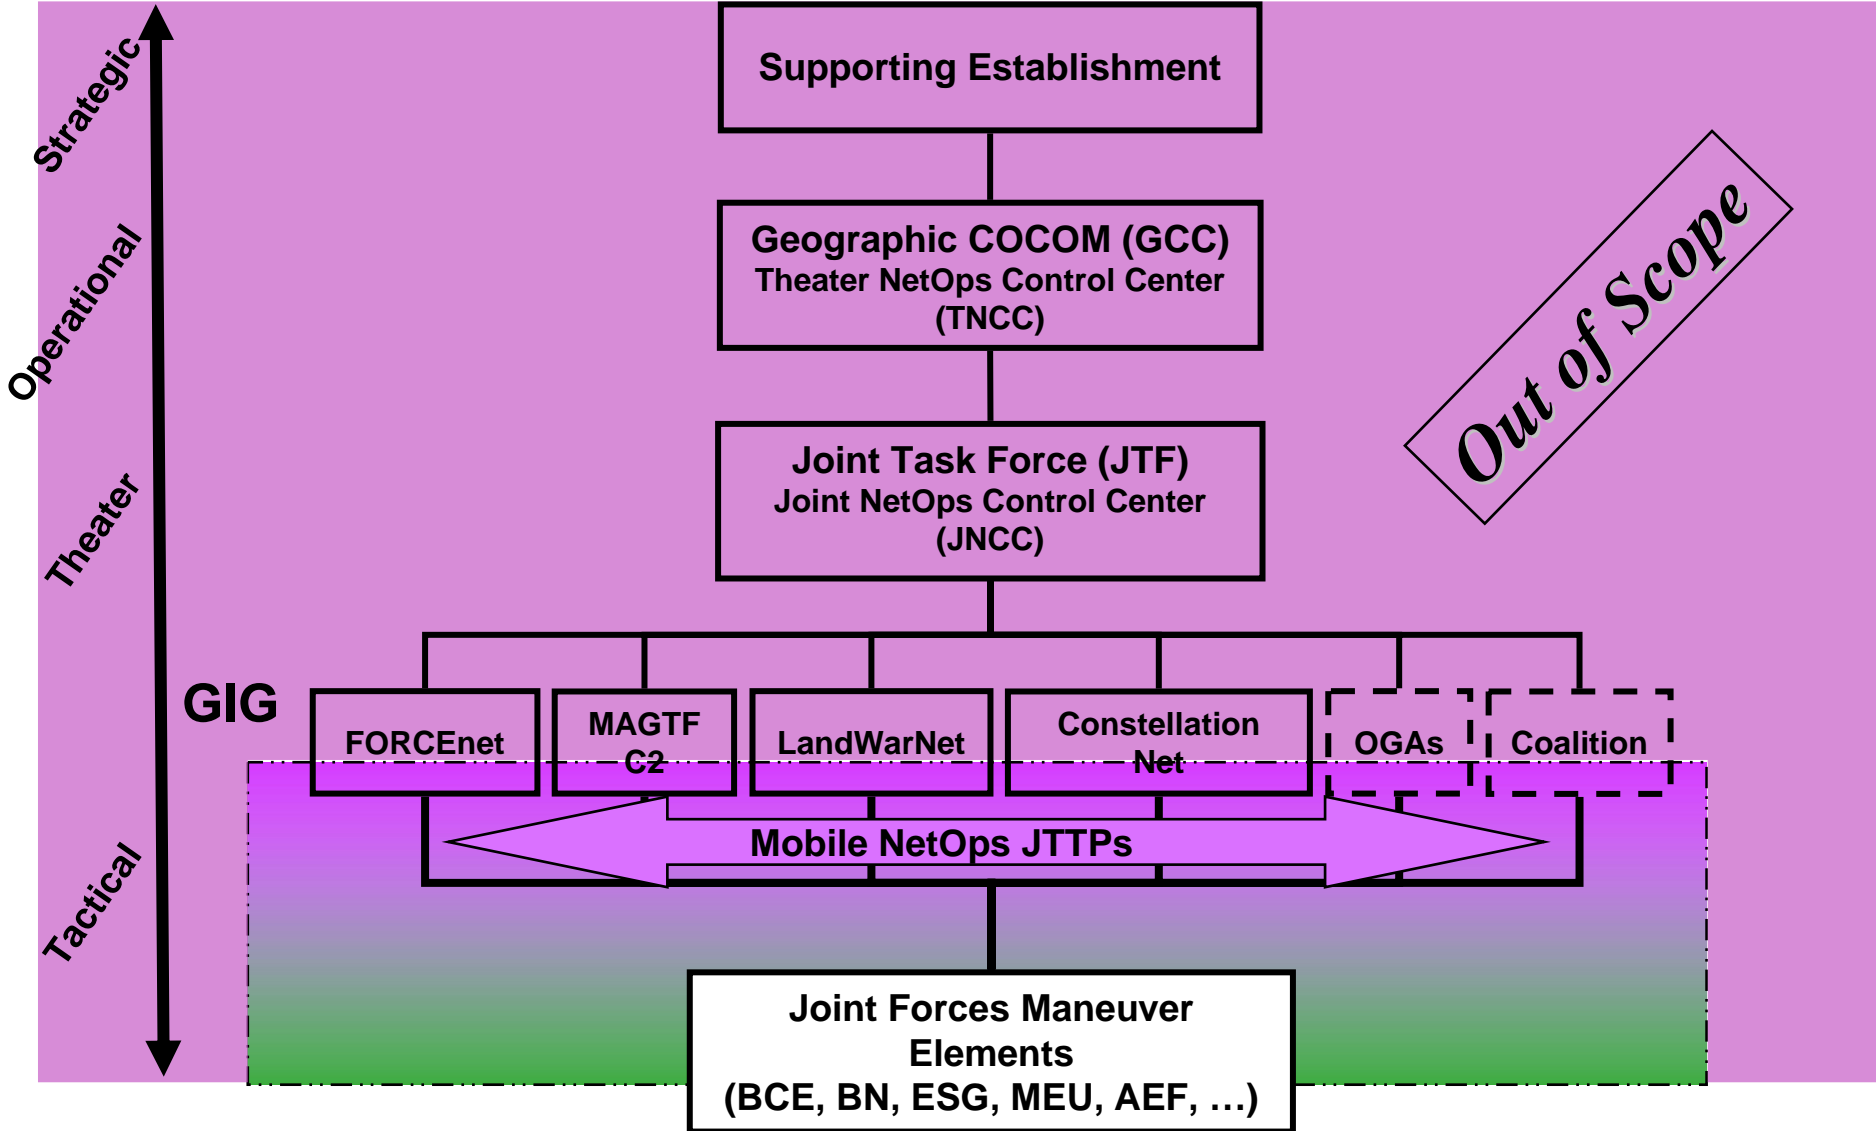 Strategic
Supporting Establishment
Operational
Geographic COCOM (GCC)
Theater NetOps Control Center
(TNCC)
Out of Scope
Theater
Joint Task Force (JTF)
Joint NetOps Control Center
(JNCC)
GIG
FORCEnet
MAGTF
C2
LandWarNet
Constellation
Net
OGAs
Coalition
Mobile NetOps JTTPs
Tactical
Joint Forces Maneuver
Elements
(BCE, BN, ESG, MEU, AEF, …)